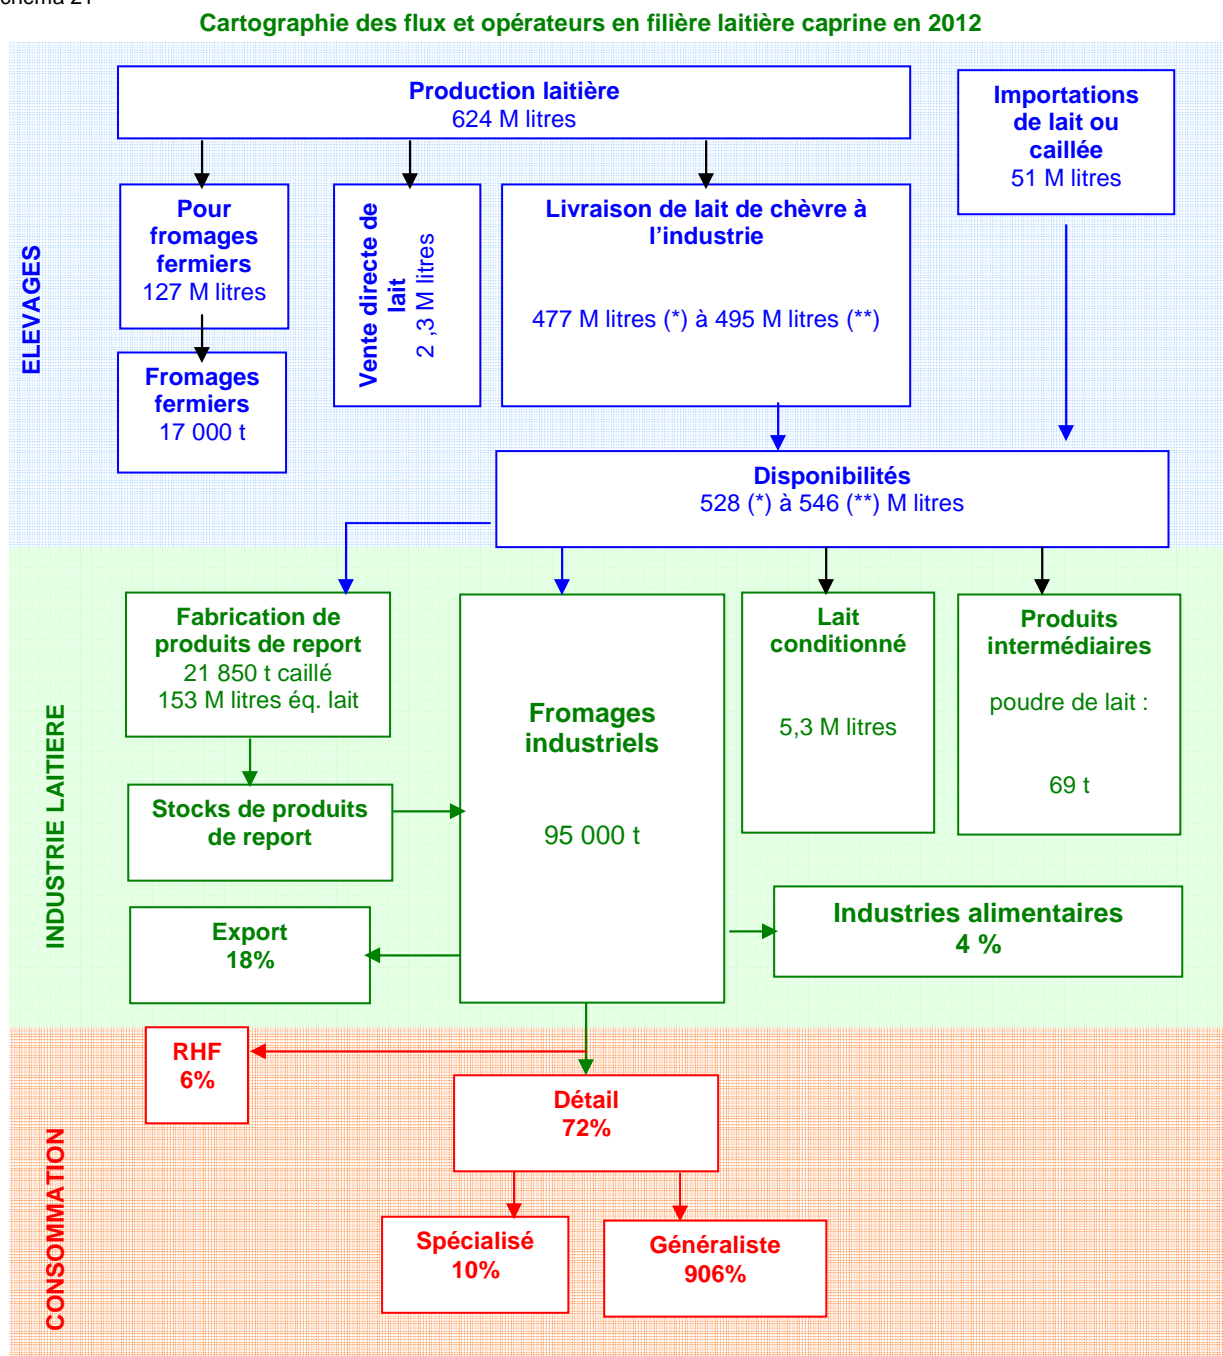 chéma 21
Cartographie des flux et opérateurs en filière laitière caprine en 2012
ELEVAGES
Production laitière
624 M litres
Importations
de lait ou
caillée
51 M litres
Pour
fromages
fermiers
127 M litres
Vente directe de
lait
2 ,3 M litres
Livraison de lait de chèvre à
l'industrie
477 M litres (*) à 495 M litres (**)
Fromages
fermiers
17 000 t
Disponibilités
528 (*) à 546 (**) M litres
INDUSTRIE LAITIERE
Fabrication de
produits de report
21 850 t caillé
153 M litres éq. lait
Fromages
industriels
95 000 t
Lait
conditionné
5,3 M litres
Produits
intermédiaires
poudre de lait :
69 t
Stocks de produits
de report
Export
18%
Industries alimentaires
4 %
CONSOMMATION
RHF
6%
Détail
72%
Spécialisé
10%
Généraliste
906%